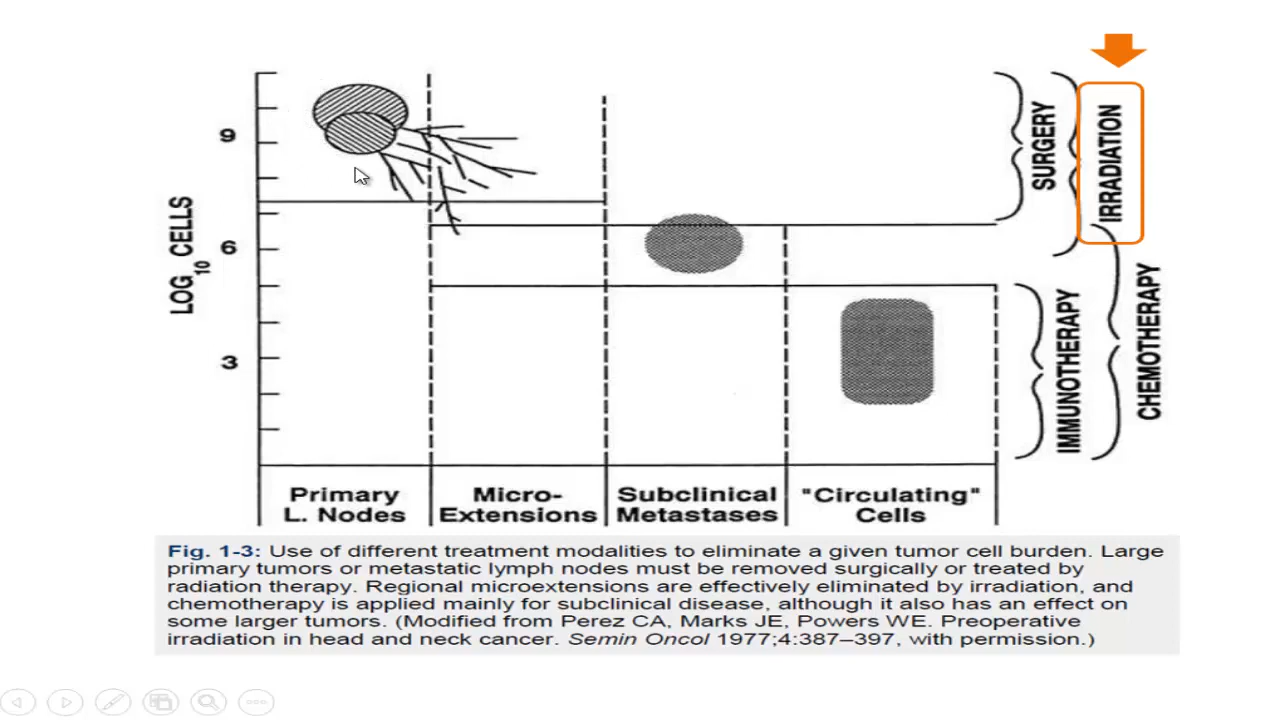 9
6
3
LOG10 CELLS
SURGERY
IRRADIATION
IMMUNOTHERAPY
CHEMOTHERAPY
Primary
L. Nodes
Micro-
Extensions
Subclinical
Metastases
"Circulating"
Cells
Fig. 1-3: Use of different treatment modalities to eliminate a given tumor cell burden. Large
primary tumors or metastatic lymph nodes must be removed surgically or treated by
radiation therapy. Regional microextensions are effectively eliminated by irradiation, and
chemotherapy is applied mainly for subclinical disease, although it also has an effect on
some larger tumors. (Modified from Perez CA, Marks JE, Powers WE. Preoperative
irradiation in head and neck cancer. Semin Oncol 1977;4:387–397, with permission.)